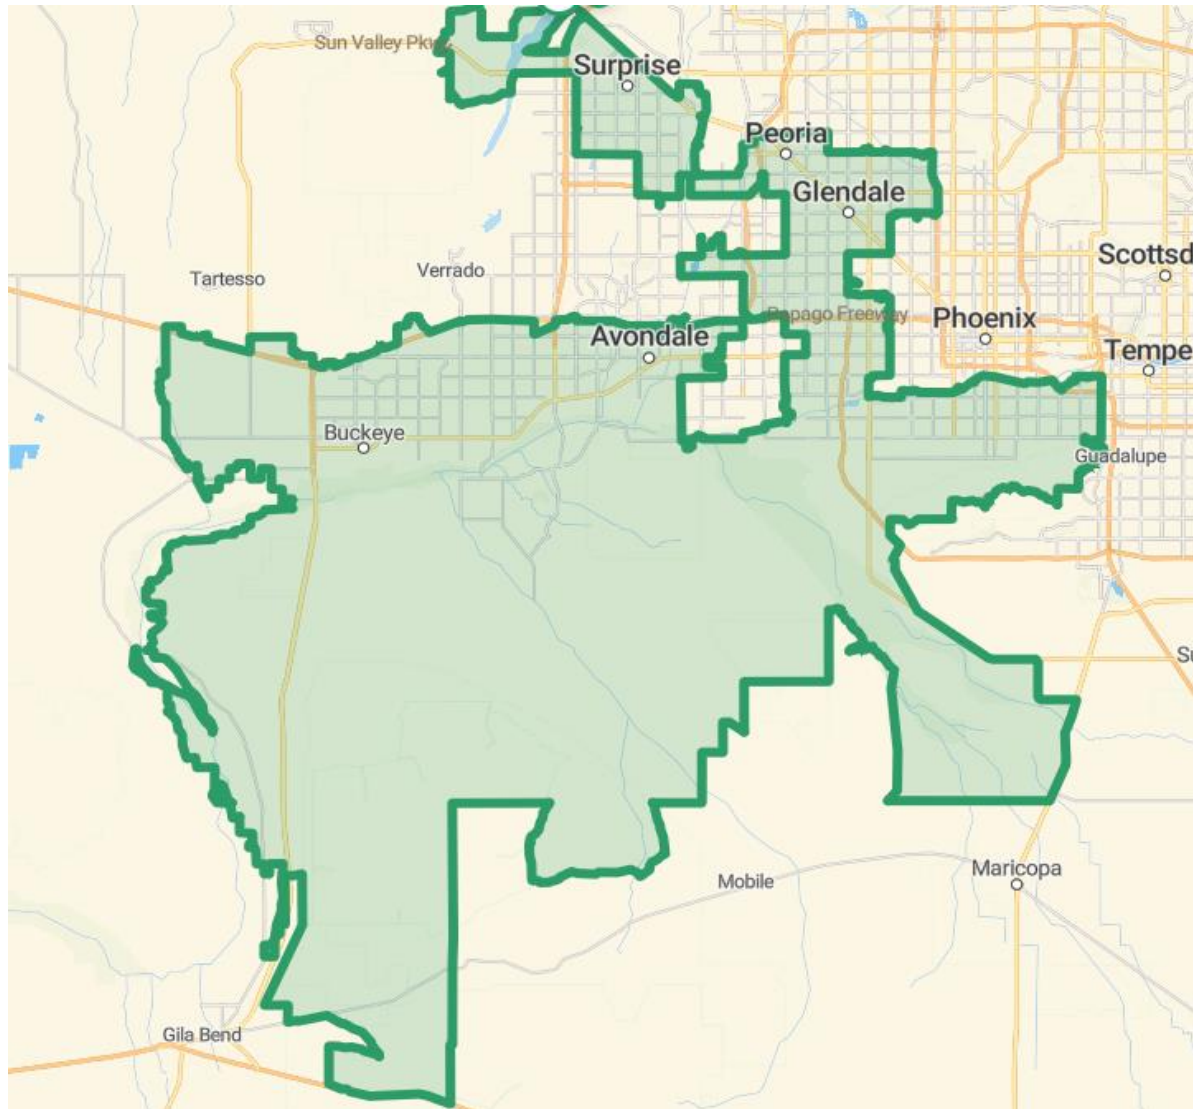 Sun Valley Pkwy
Surprise
Peoria
Glendale
Scottsd
Tartesso
Verrado
Papago Freeway
Phoenix
Avondale
Tempe
Buckeye
Guadalupe
Su
Maricopa
Mobile
Gila Bend